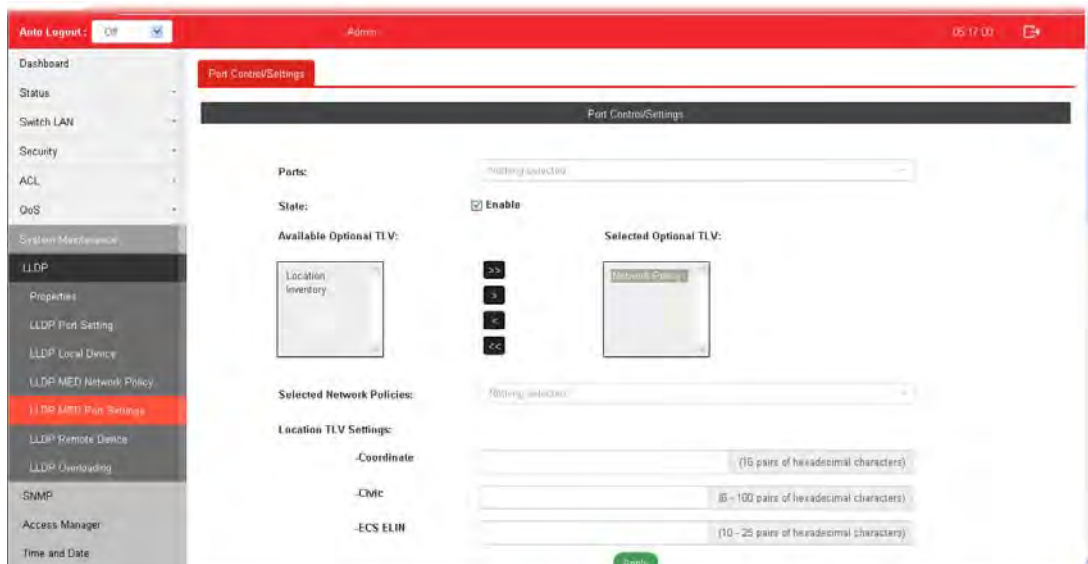 Auto Logout : Off
Admin
05:17:00
Dashboard
Status
Switch LAN
Security
ACL
QoS
System Maintenance
LLDP
Properties
LLDP Port Setting
LLDP Local Device
LLDP MED Network Policy
LLDP MED Port Settings
LLDP Remote Device
LLDP Overloading
SNMP
Access Manager
Time and Date
Port Control/Settings
Port Control/Settings
Ports: Nothing selected
State: Enable
Available Optional TLV: Selected Optional TLV:
Location
Inventory
>>
>
<
<<
Network Policy
Selected Network Policies: Nothing selected
Location TLV Settings:
-Coordinate (16 pairs of hexadecimal characters)
-Civic (6 - 100 pairs of hexadecimal characters)
-ECS ELIN (10 - 25 pairs of hexadecimal characters)
Apply